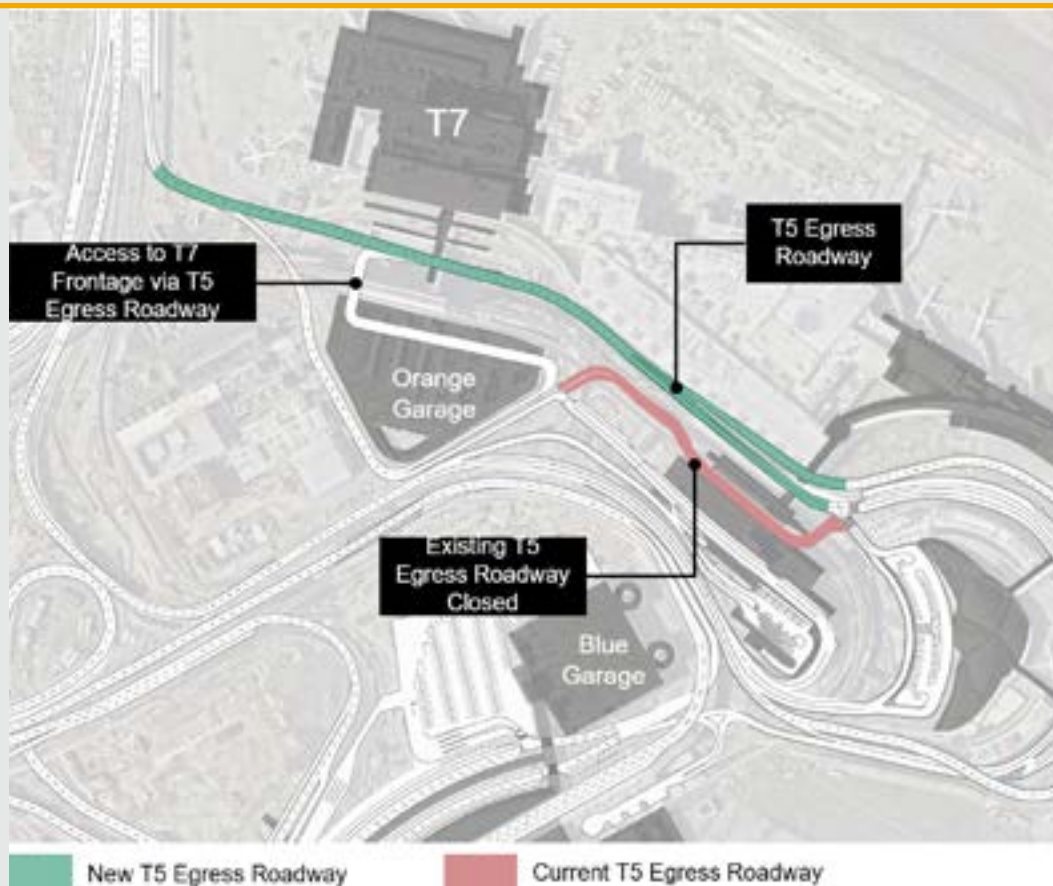 T7
T5 Egress
Roadway
Access to T7
Frontage via T5
Egress Roadway
Orange
Garage
Existing T5
Egress Roadway
Closed
Blue
Garage
New T5 Egress Roadway
Current T5 Egress Roadway